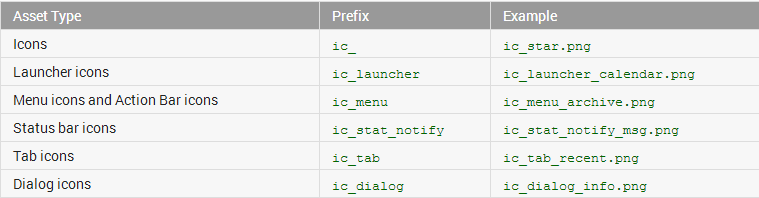 Asset Type Prefix Example
Icons ic_ ic_star.png
Launcher icons ic_launcher ic_launcher_calendar.png
Menu icons and Action Bar icons ic_menu ic_menu_archive.png
Status bar icons ic_stat_notify ic_stat_notify_msg.png
Tab icons ic_tab ic_tab_recent.png
Dialog icons ic_dialog ic_dialog_info.png